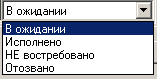 В ожидании
В ожидании
Исполнено
НЕ востребовано
Отозвано